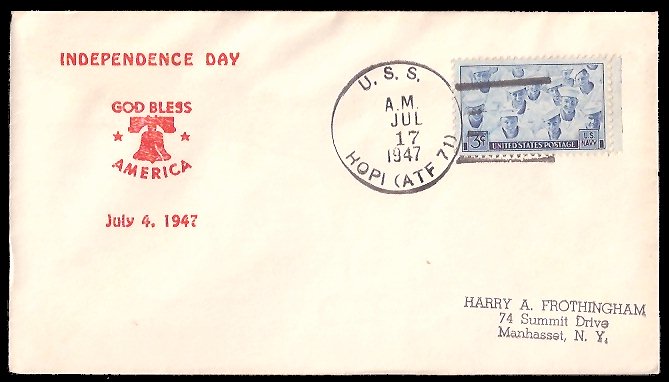 INDEPENDENCE DAY
GOD BLESS
AMERICA
July 4, 1947
U.S.S.
A.M.
JUL
17
1947
HOPI (ATF 71)
3¢
UNITED STATES POSTAGE
U.S.
NAVY
HARRY A. FROTHINGHAM
74 Summit Drive
Manhasset, N. Y.